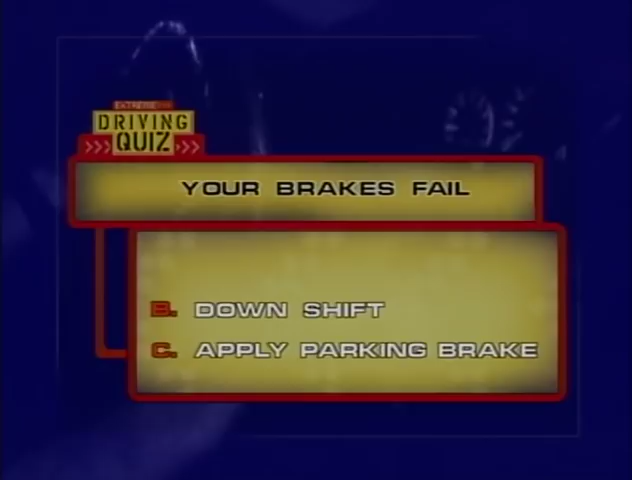 EXTREME
DRIVING
>>> QUIZ >>>
YOUR BRAKES FAIL
B. DOWN SHIFT
C. APPLY PARKING BRAKE